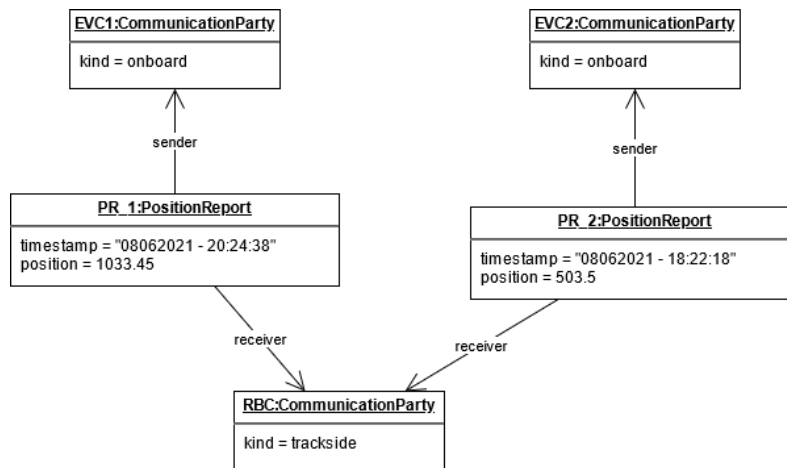 EVC1:CommunicationParty
kind = onboard
EVC2:CommunicationParty
kind = onboard
sender
sender
PR_1:PositionReport
timestamp = "08062021 - 20:24:38"
position = 1033.45
PR_2:PositionReport
timestamp = "08062021 - 18:22:18"
position = 503.5
receiver
receiver
RBC:CommunicationParty
kind = trackside